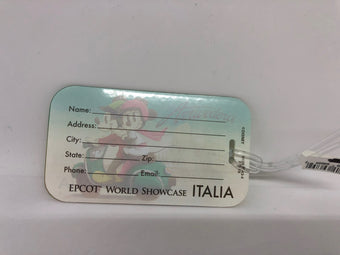 Name:
Address:
City:
State: Zip:
Phone: Email:
EPCOT® WORLD SHOWCASE ITALIA